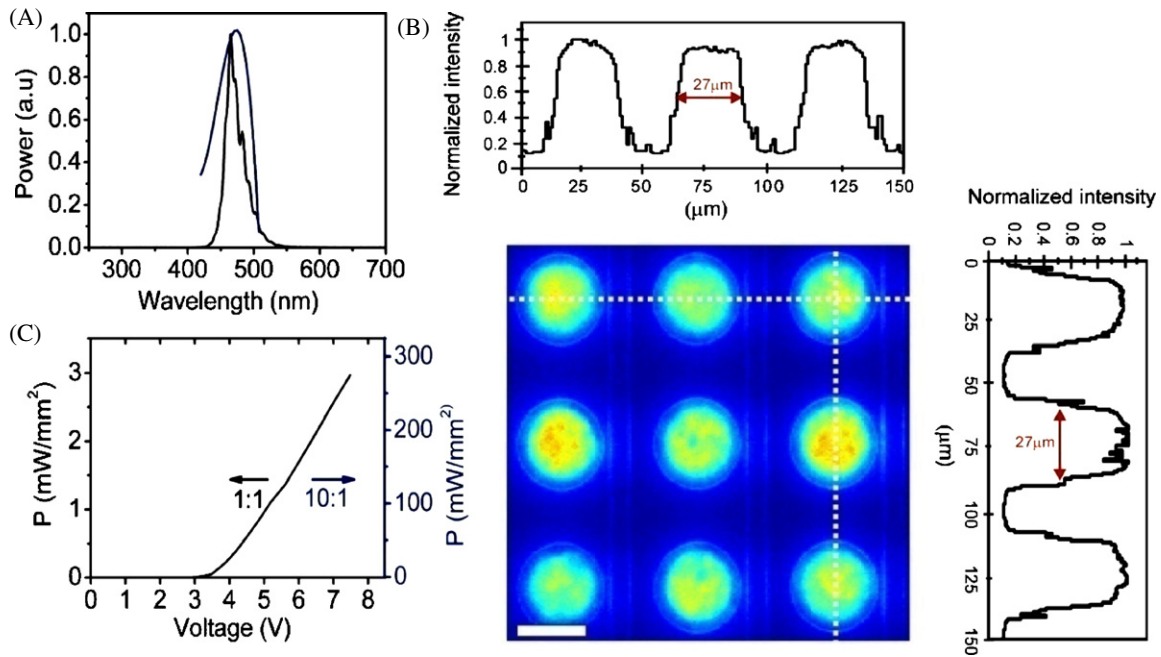 (A)
1.0
0.8
0.6
0.4
0.2
0.0
Power (a.u)
300 400 500 600 700
Wavelength (nm)
(B)
1
0.8
0.6
0.4
0.2
0
Normalized intensity
27μm
0 25 50 75 100 125 150
(μm)
(C)
3
2
1
0
P (mW/mm²)
1:1
10:1
300
200
100
0
P (mW/mm²)
0 1 2 3 4 5 6 7 8
Voltage (V)
Normalized intensity
0 0.2 0.4 0.6 0.8 1
0
25
50
75
100
125
150
(μm)
27μm